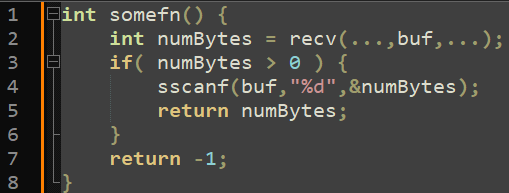 1 int somefn() {
2 int numBytes = recv(...,buf,...);
3 if( numBytes > 0 ) {
4 sscanf(buf,"%d",&numBytes);
5 return numBytes;
6 }
7 return -1;
8 }